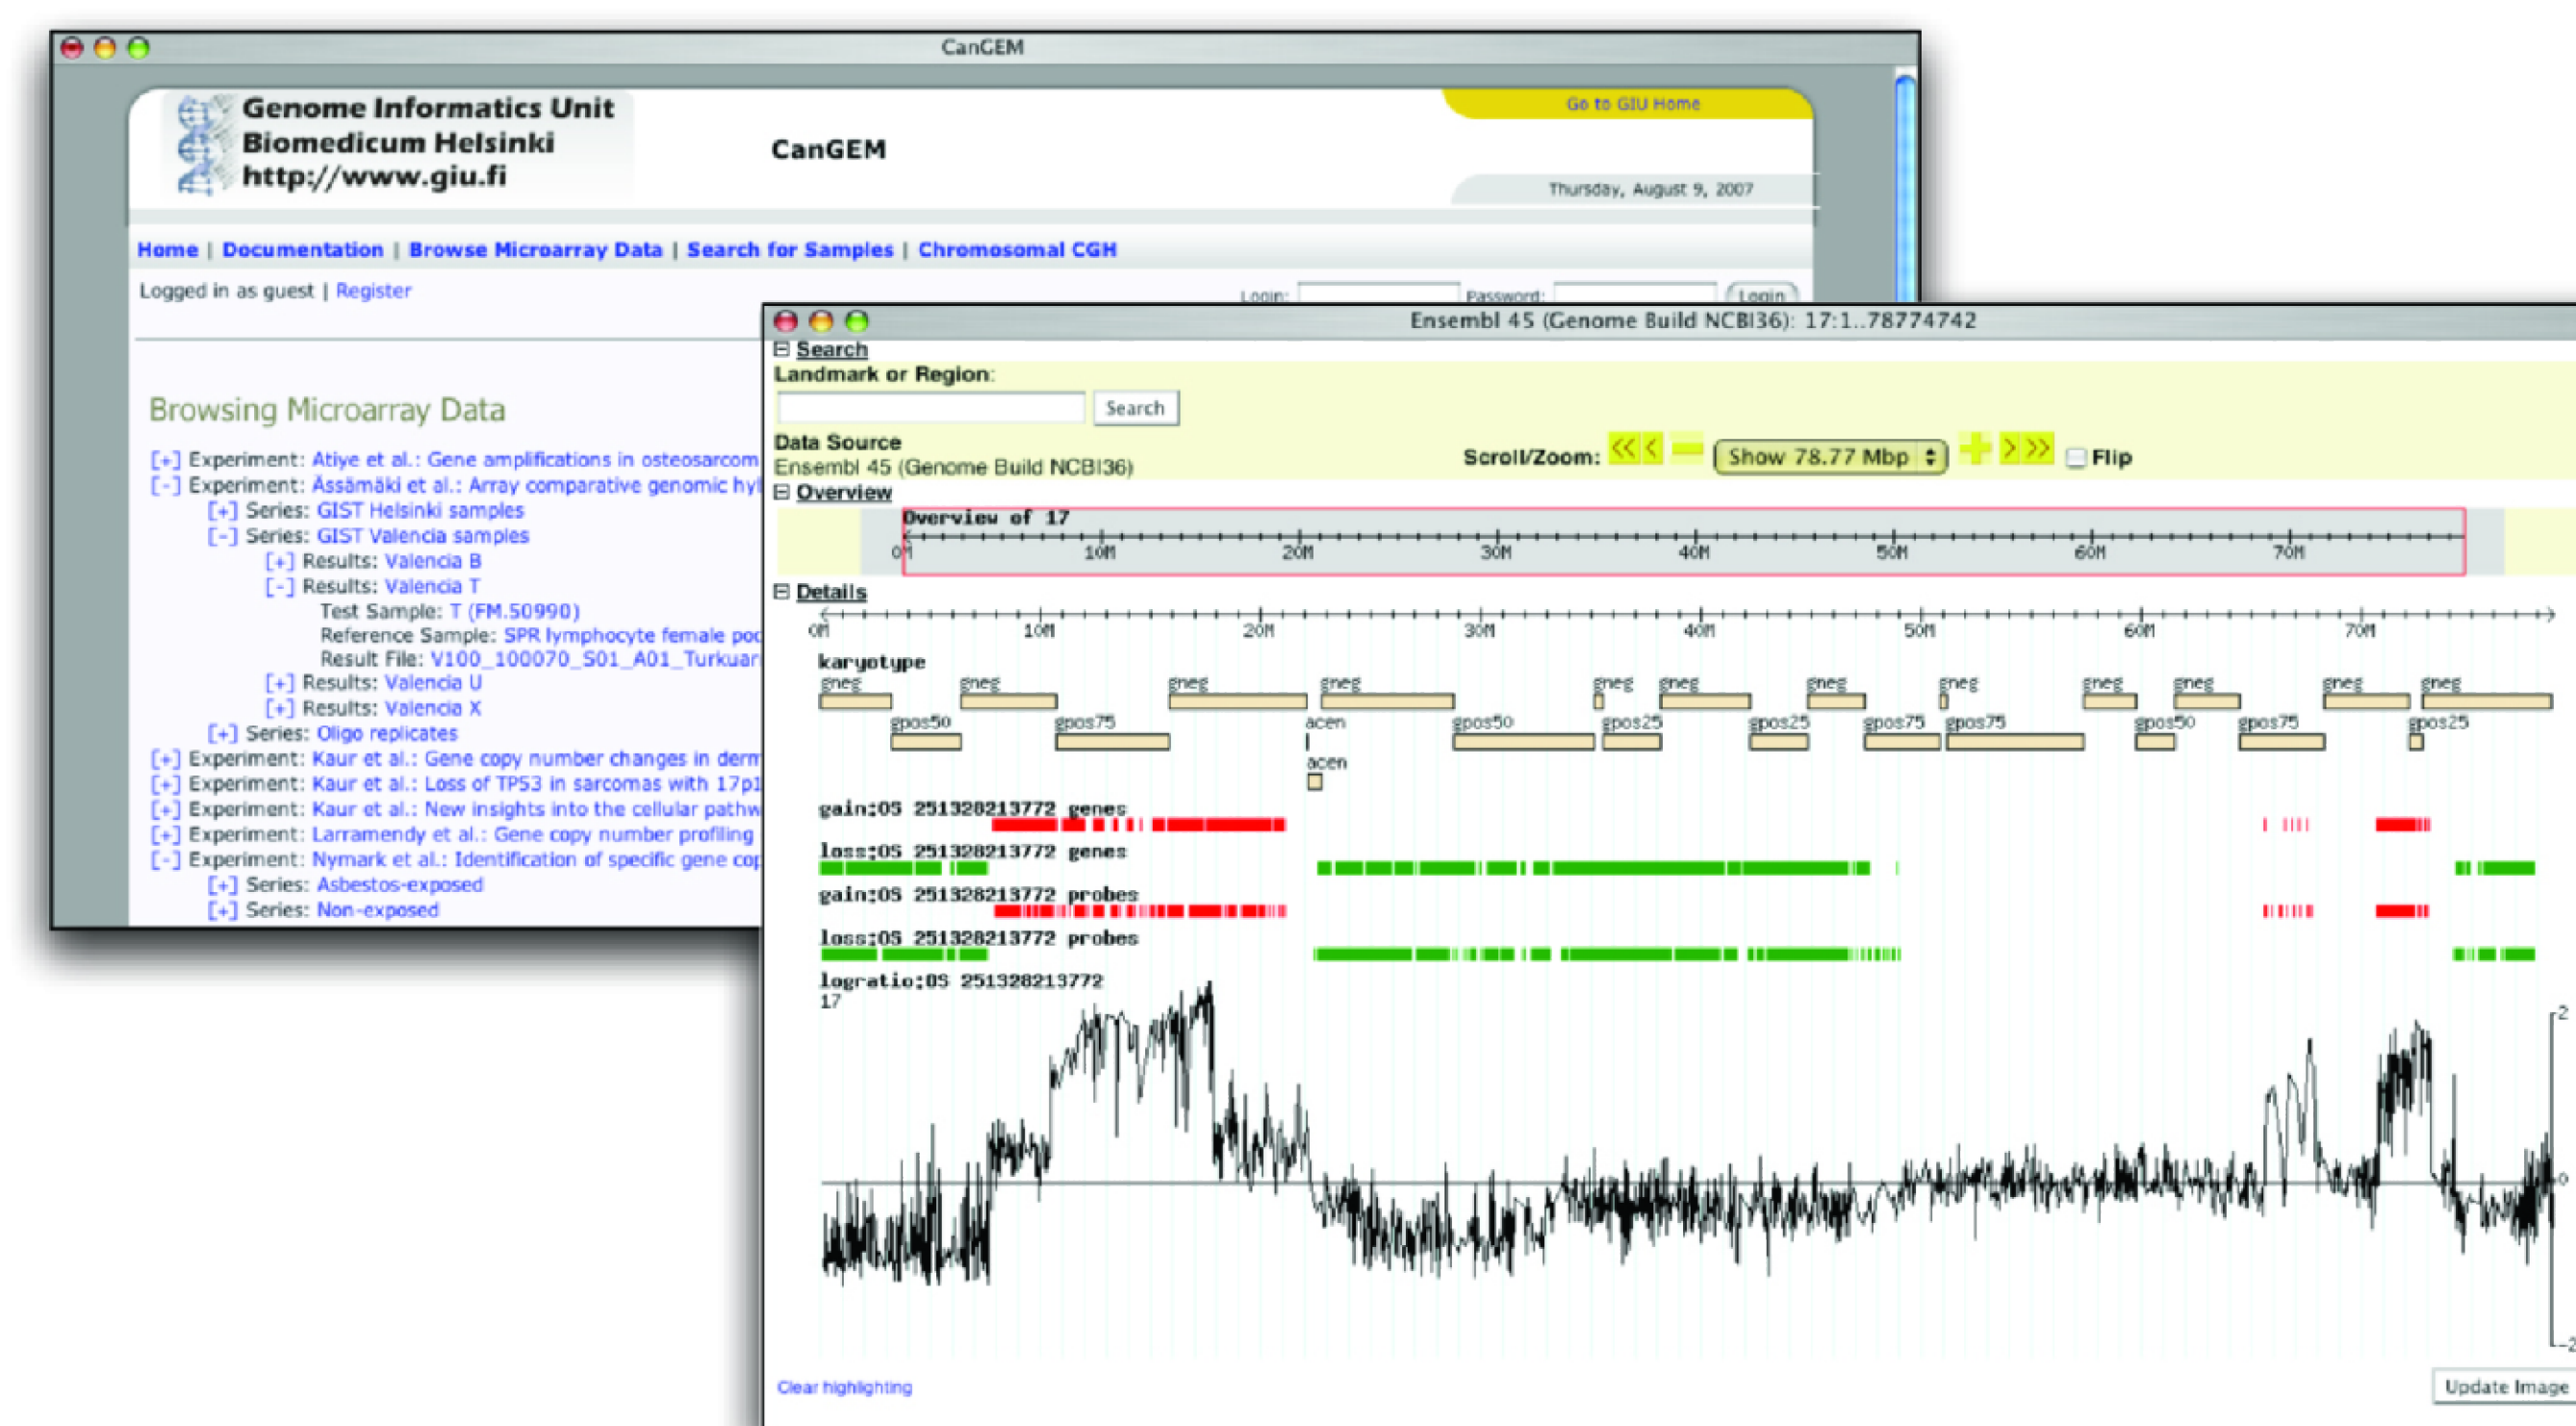 CanGEM
Genome Informatics Unit
Biomedicum Helsinki
http://www.giu.fi
CanGEM
Go to GIU Home
Thursday, August 9, 2007
Home | Documentation | Browse Microarray Data | Search for Samples | Chromosomal CGH
Logged in as guest | Register
Login: Password: Login
Browsing Microarray Data
[+] Experiment: Atiye et al.: Gene amplifications in osteosarcom
[-] Experiment: Ässämäki et al.: Array comparative genomic hyl
[+] Series: GIST Helsinki samples
[-] Series: GIST Valencia samples
[+] Results: Valencia B
[-] Results: Valencia T
Test Sample: T (FM.50990)
Reference Sample: SPR lymphocyte female poo
Result File: V100_100070_S01_A01_Turkuar
[+] Results: Valencia U
[+] Results: Valencia X
[+] Series: Oligo replicates
[+] Experiment: Kaur et al.: Gene copy number changes in derm
[+] Experiment: Kaur et al.: Loss of TP53 in sarcomas with 17p1
[+] Experiment: Kaur et al.: New insights into the cellular pathw
[+] Experiment: Larramendy et al.: Gene copy number profiling
[-] Experiment: Nymark et al.: Identification of specific gene cop
[+] Series: Asbestos-exposed
[+] Series: Non-exposed
Ensembl 45 (Genome Build NCBI36): 17:1..78774742
Search
Landmark or Region:
Search
Data Source
Ensembl 45 (Genome Build NCBI36)
Scroll/Zoom: << < Show 78.77 Mbp > >> Flip
Overview
Overview of 17
0M 10M 20M 30M 40M 50M 60M 70M
Details
0M 10M 20M 30M 40M 50M 60M 70M
karyotype
gneg gneg gneg gneg gneg gneg gneg gneg gneg gneg gneg gneg
gpos50 gpos75 acen gpos50 gpos25 gpos25 gpos75 gpos75 gpos50 gpos75 gpos25
acen
gain:OS 251328213772 genes
loss:OS 251328213772 genes
gain:OS 251328213772 probes
loss:OS 251328213772 probes
logratio:OS 251328213772
17
2
0
-2
Clear highlighting
Update Image